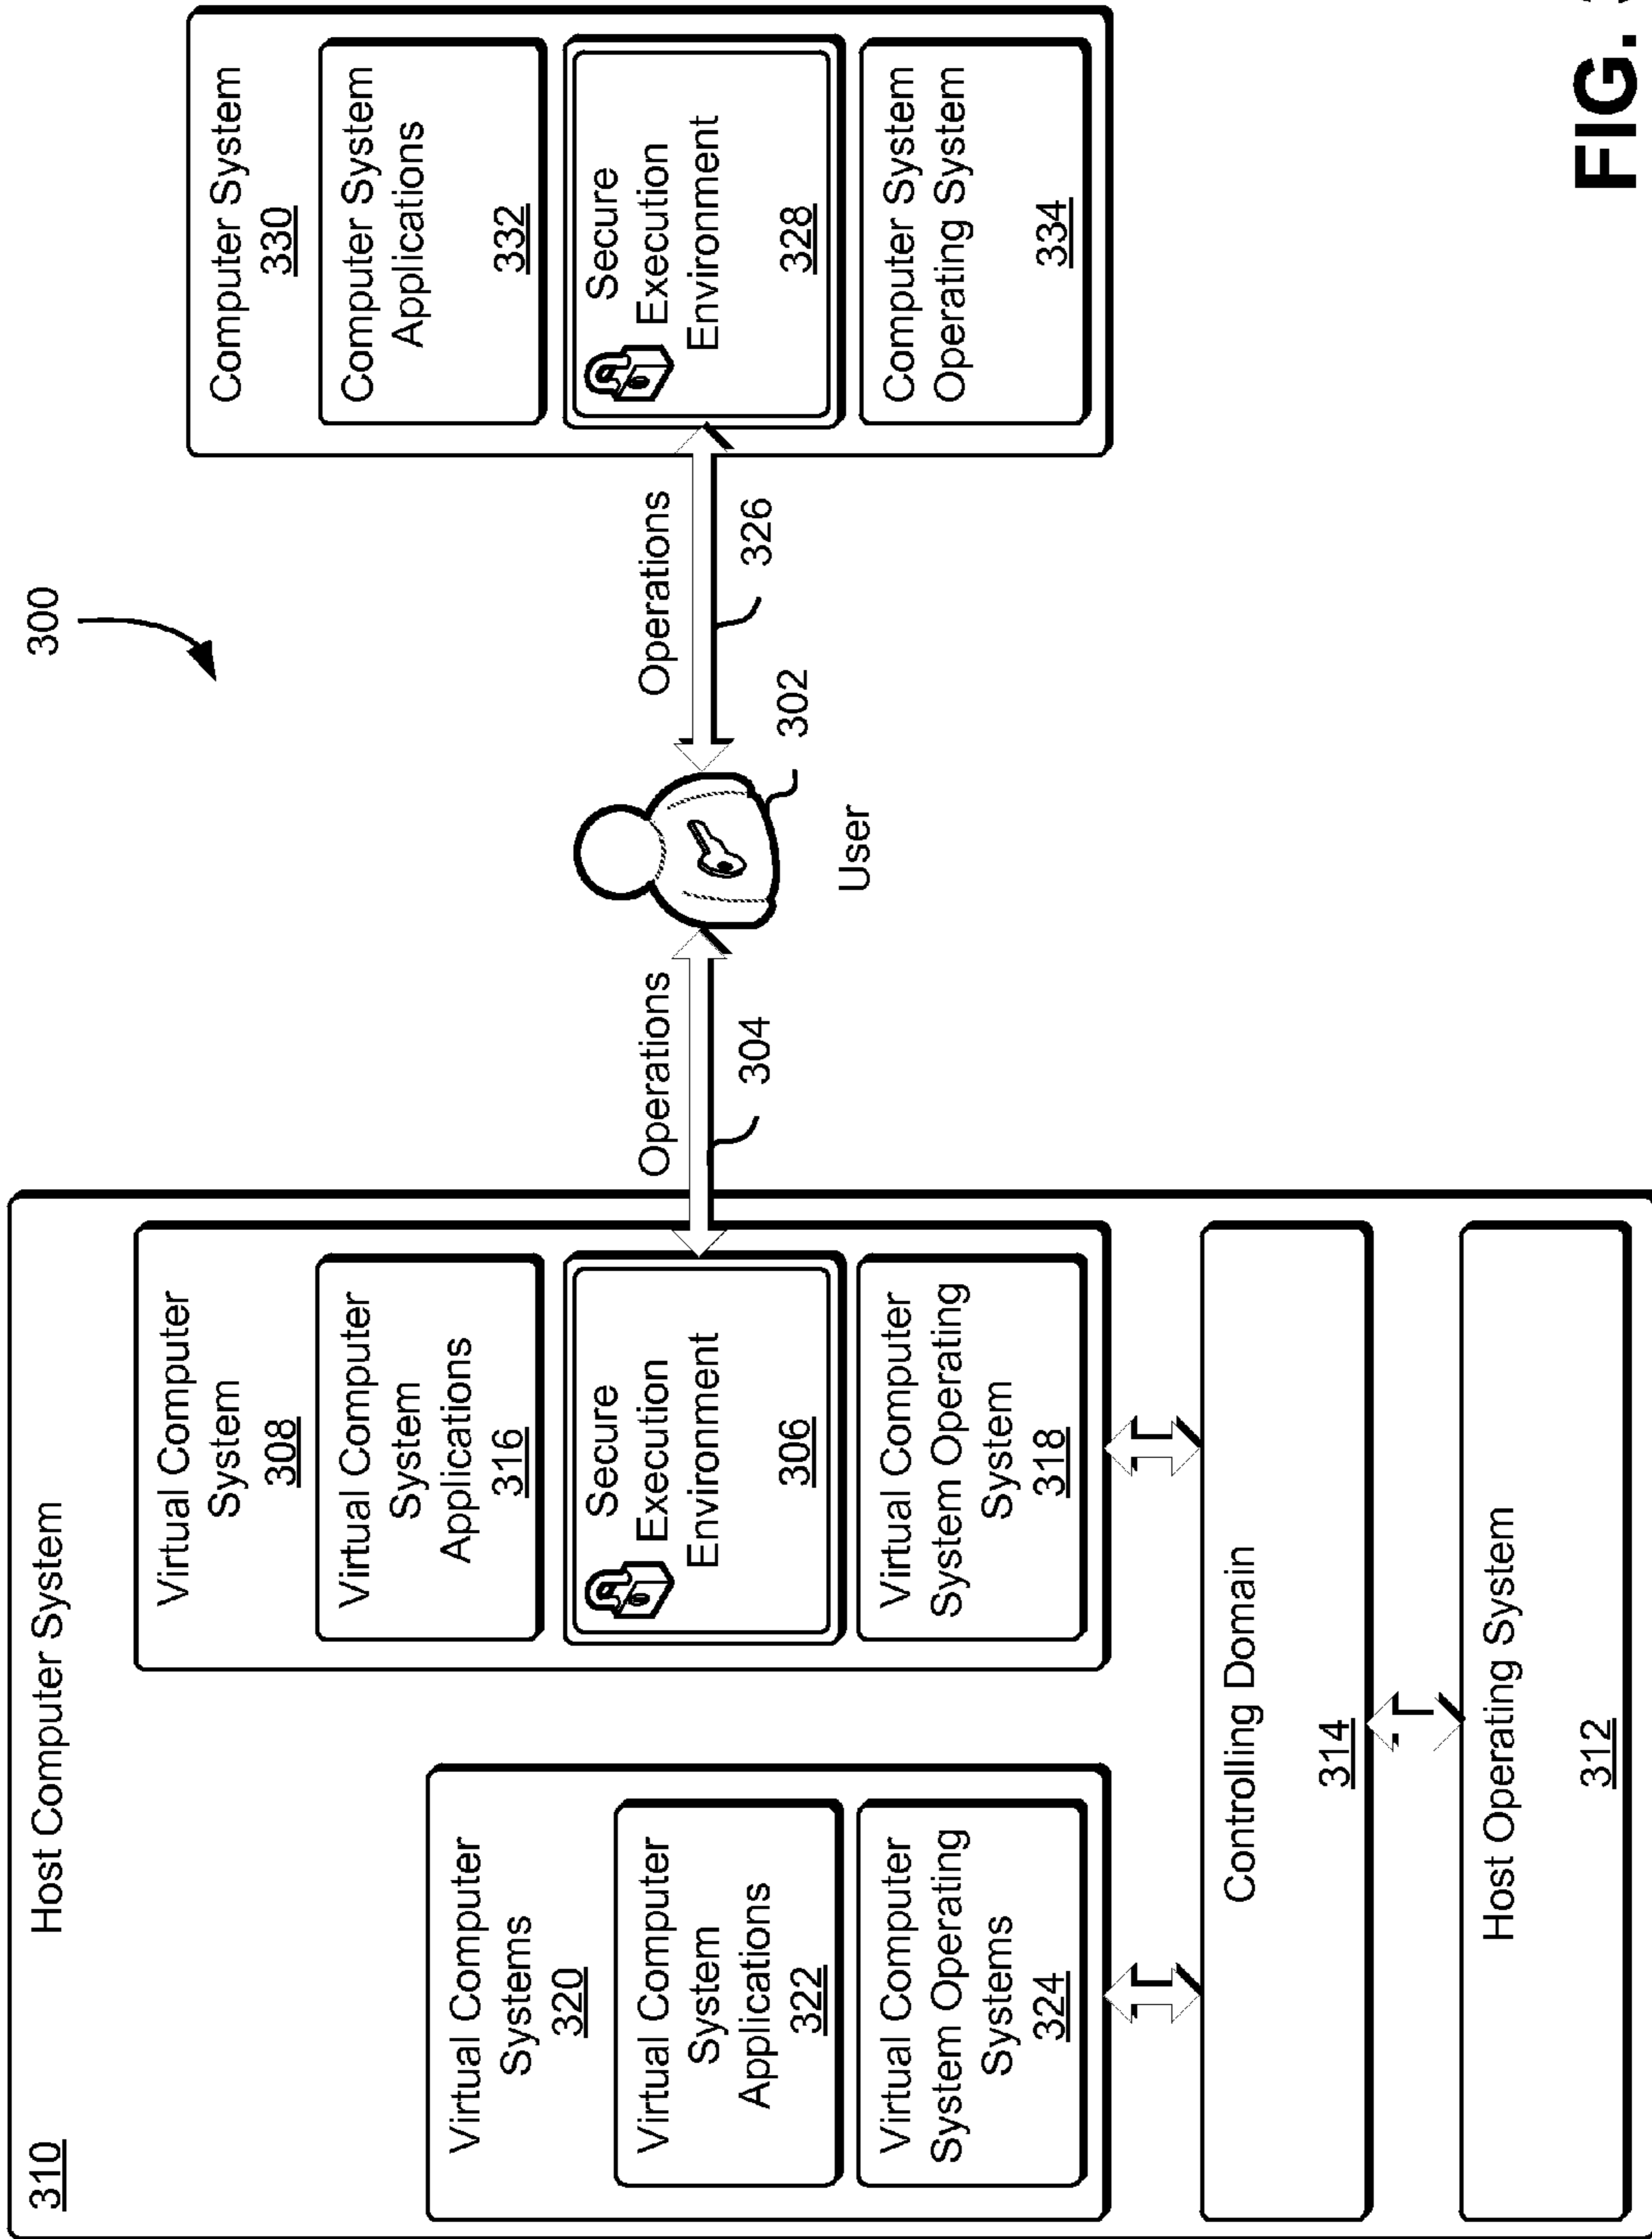 300
310
Host Computer System
Virtual Computer
Systems
320
Virtual Computer
System
Applications
322
Virtual Computer
System Operating
Systems
324
Virtual Computer
System
308
Virtual Computer
System
Applications
316
Secure
Execution
Environment
306
Virtual Computer
System Operating
System
318
Controlling Domain
314
Host Operating System
312
Operations
304
User
302
Operations
326
Computer System
330
Computer System
Applications
332
Secure
Execution
Environment
328
Computer System
Operating System
334
FIG.